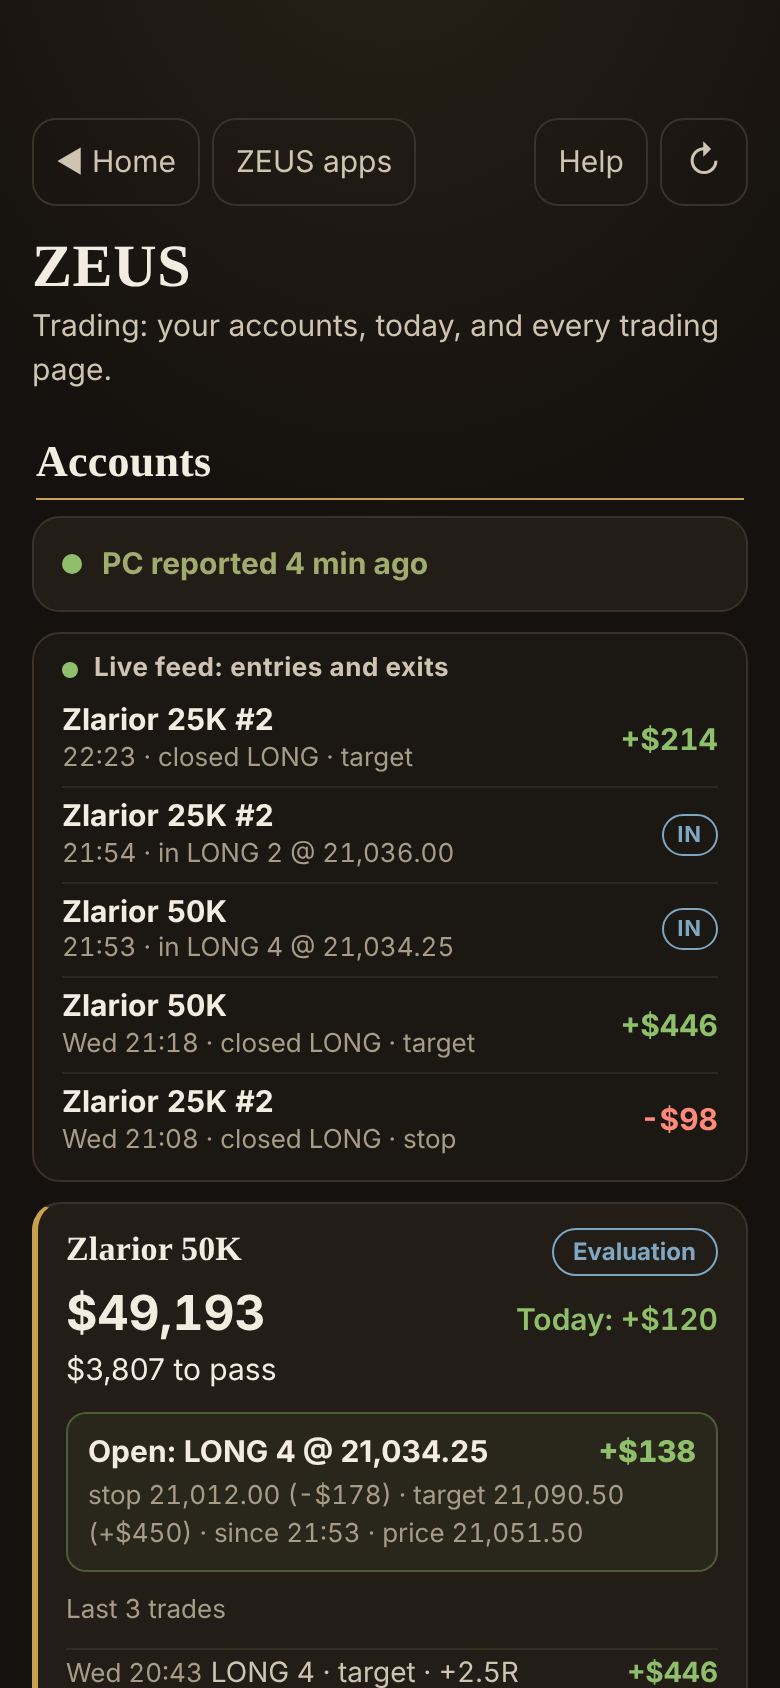 ◀ Home
ZEUS apps
Help
↻
ZEUS
Trading: your accounts, today, and every trading
page.
Accounts
PC reported 4 min ago
Live feed: entries and exits
Zlarior 25K #2
22:23 · closed LONG · target
+$214
Zlarior 25K #2
21:54 · in LONG 2 @ 21,036.00
IN
Zlarior 50K
21:53 · in LONG 4 @ 21,034.25
IN
Zlarior 50K
Wed 21:18 · closed LONG · target
+$446
Zlarior 25K #2
Wed 21:08 · closed LONG · stop
-$98
Zlarior 50K
Evaluation
$49,193
Today: +$120
$3,807 to pass
Open: LONG 4 @ 21,034.25
+$138
stop 21,012.00 (-$178) · target 21,090.50
(+$450) · since 21:53 · price 21,051.50
Last 3 trades
Wed 20:43 LONG 4 · target · +2.5R
+$446